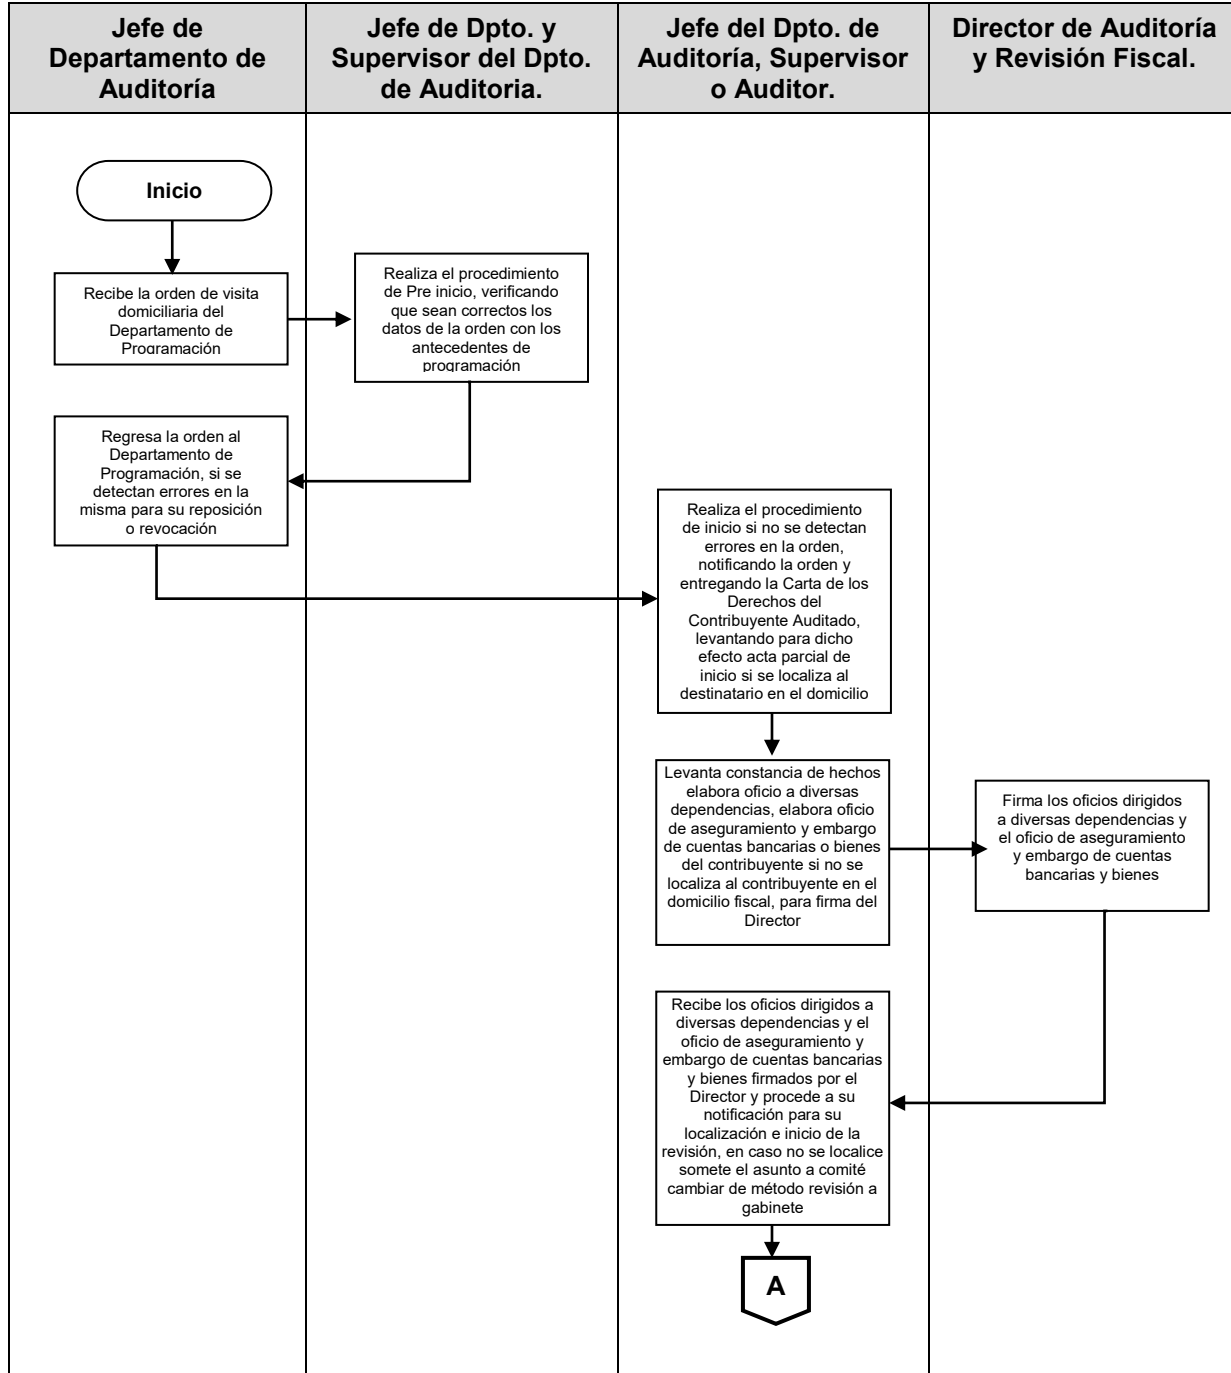 Jefe de
Departamento de
Auditoría
Jefe de Dpto. y
Supervisor del Dpto.
de Auditoria.
Jefe del Dpto. de
Auditoría, Supervisor
o Auditor.
Director de Auditoría
y Revisión Fiscal.
Inicio
Recibe la orden de visita
domiciliaria del
Departamento de
Programación
Realiza el procedimiento
de Pre inicio, verificando
que sean correctos los
datos de la orden con los
antecedentes de
programación
Regresa la orden al
Departamento de
Programación, si se
detectan errores en la
misma para su reposición
o revocación
Realiza el procedimiento
de inicio si no se detectan
errores en la orden,
notificando la orden y
entregando la Carta de los
Derechos del
Contribuyente Auditado,
levantando para dicho
efecto acta parcial de
inicio si se localiza al
destinatario en el domicilio
Levanta constancia de hechos
elabora oficio a diversas
dependencias, elabora oficio
de aseguramiento y embargo
de cuentas bancarias o bienes
del contribuyente si no se
localiza al contribuyente en el
domicilio fiscal, para firma del
Director
Firma los oficios dirigidos
a diversas dependencias y
el oficio de aseguramiento
y embargo de cuentas
bancarias y bienes
Recibe los oficios dirigidos a
diversas dependencias y el
oficio de aseguramiento y
embargo de cuentas bancarias
y bienes firmados por el
Director y procede a su
notificación para su
localización e inicio de la
revisión, en caso no se localice
somete el asunto a comité
cambiar de método revisión a
gabinete
A